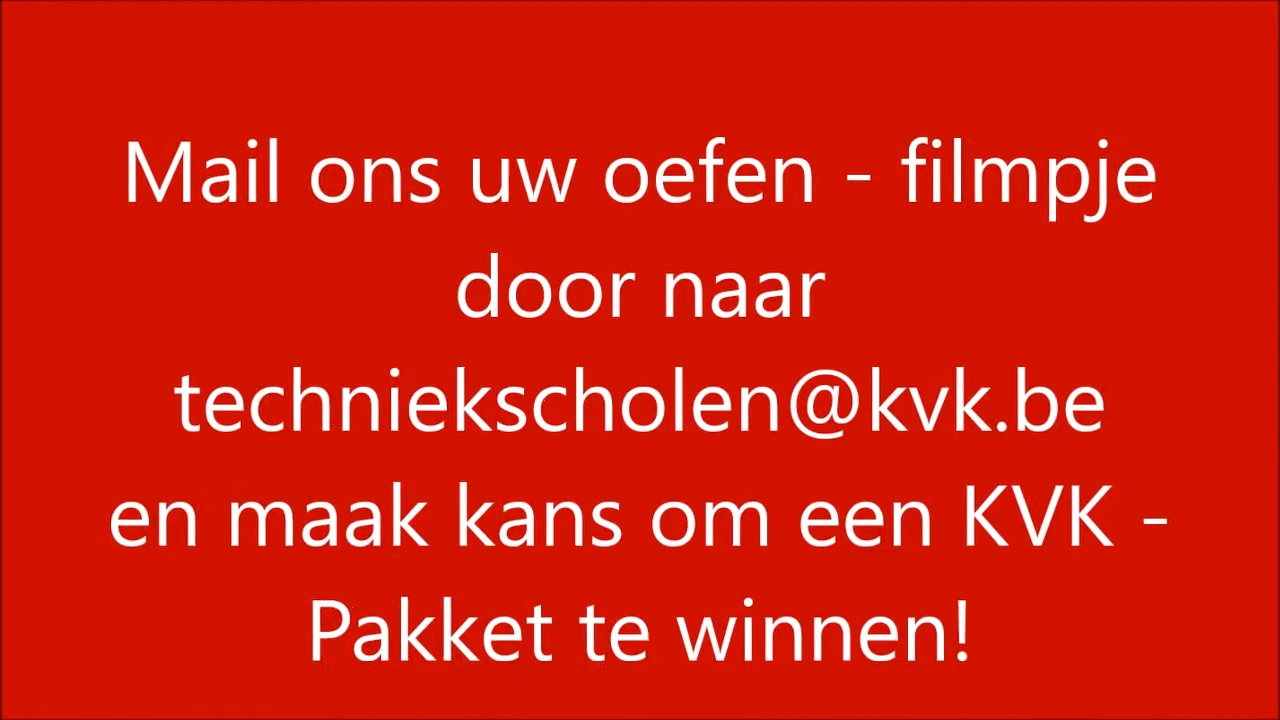 Mail ons uw oefen - filmpje
door naar
techniekscholen@kvk.be
en maak kans om een KVK -
Pakket te winnen!